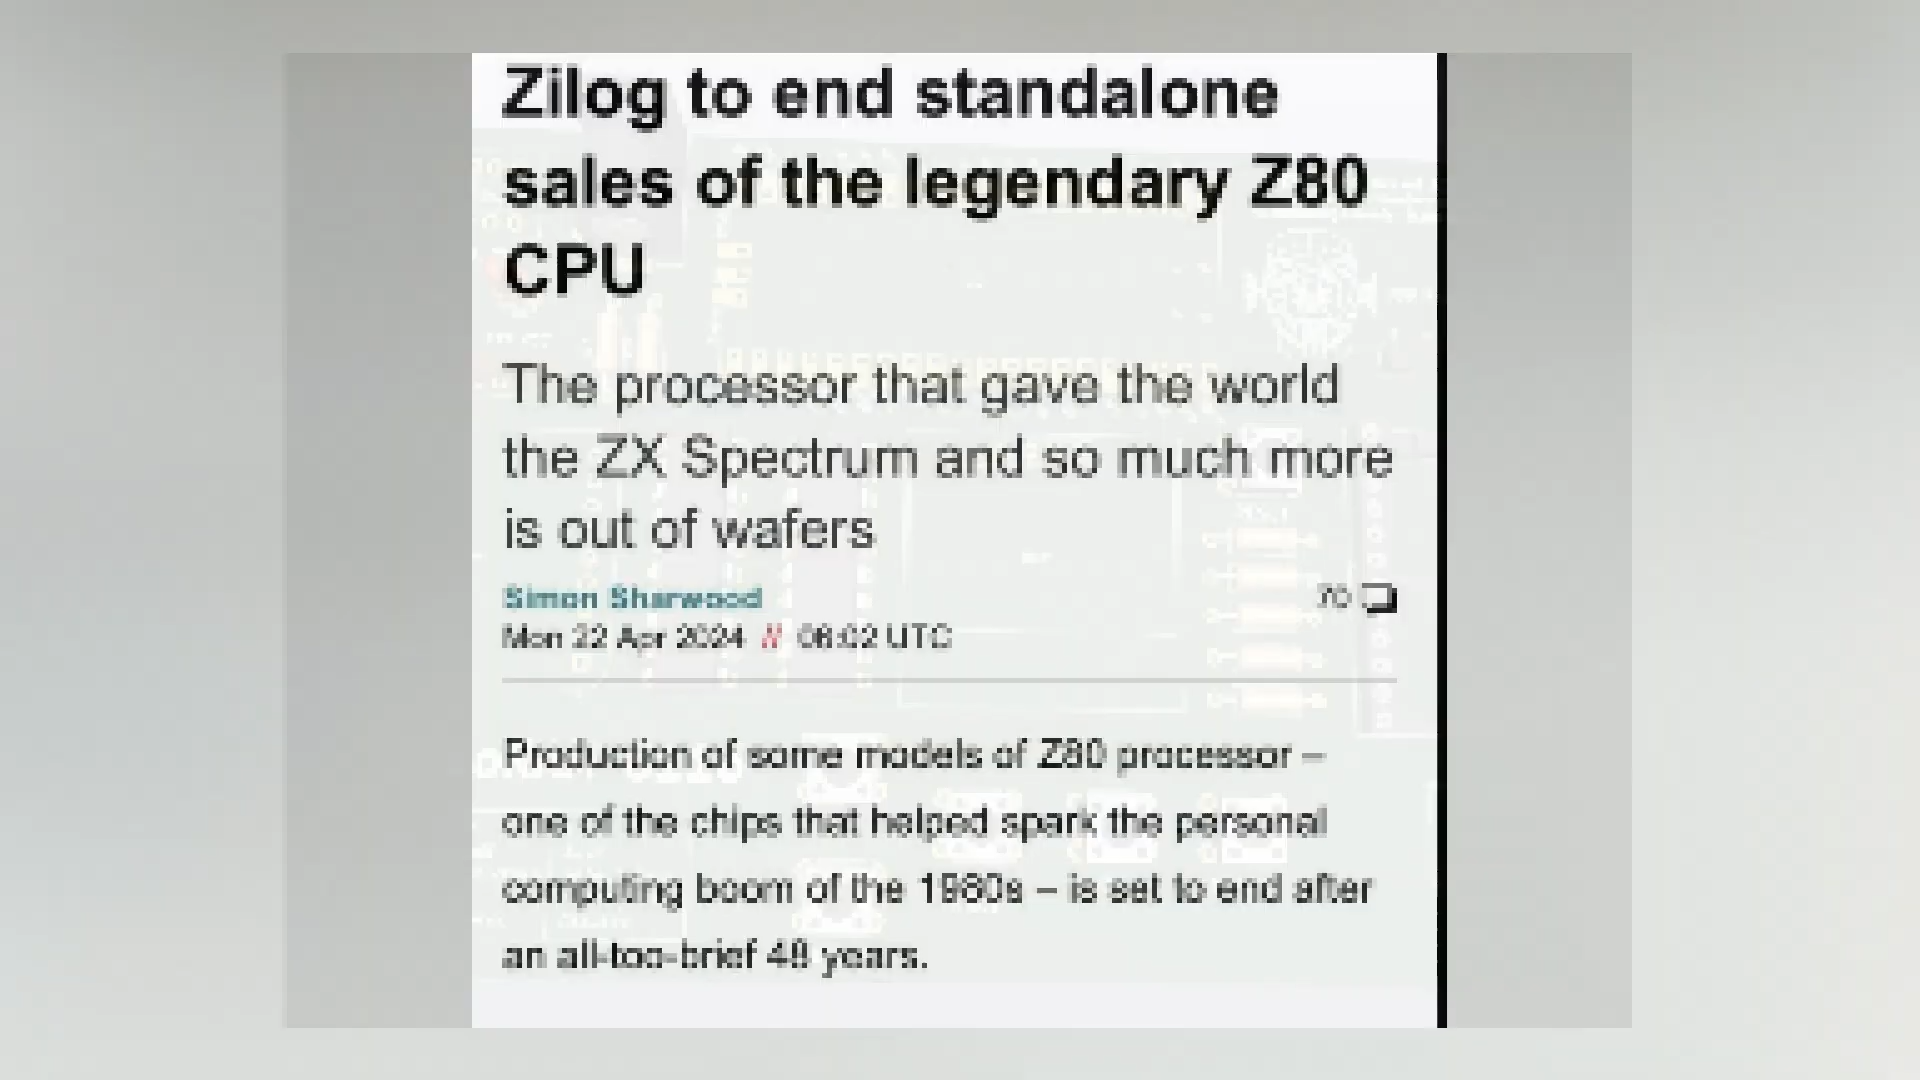 Zilog to end standalone
sales of the legendary Z80
CPU
The processor that gave the world
the ZX Spectrum and so much more
is out of wafers
Simon Sharwood
70
Mon 22 Apr 2024 // 06:02 UTC
Production of some models of Z80 processor –
one of the chips that helped spark the personal
computing boom of the 1980s – is set to end after
an all-too-brief 48 years.